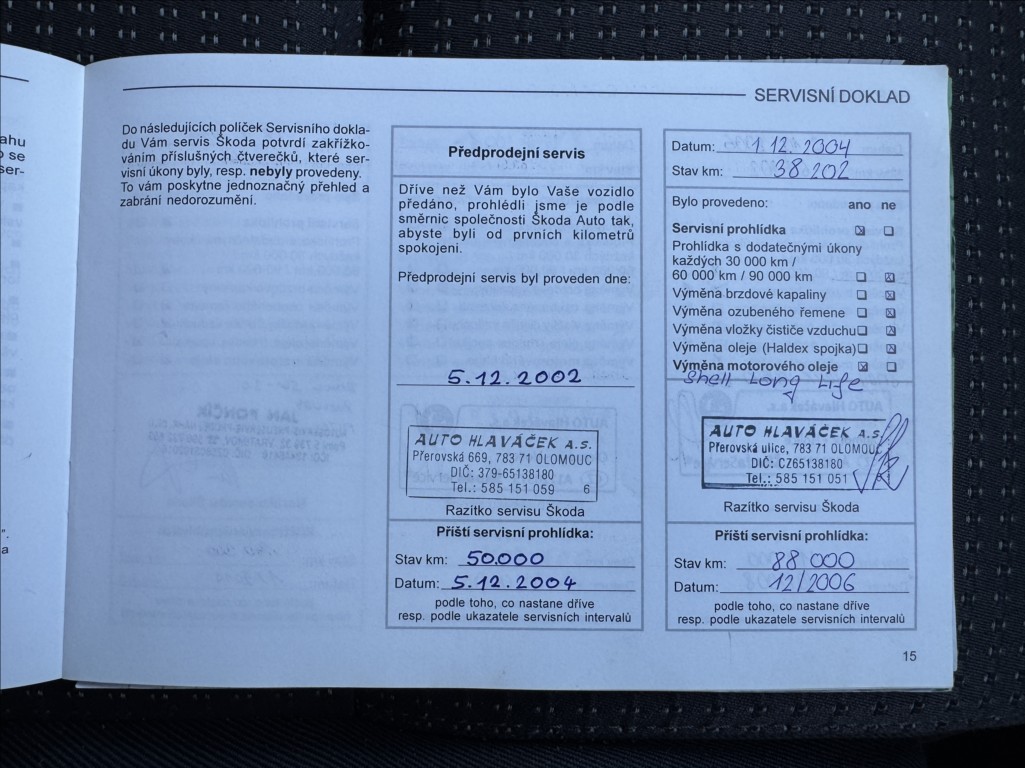 SERVISNÍ DOKLAD
ahu
o se
ser-
".
a
Do následujících políček Servisního dokla-
du Vám servis Škoda potvrdí zakřížko-
váním příslušných čtverečků, které ser-
visní úkony byly, resp. nebyly provedeny.
To vám poskytne jednoznačný přehled a
zabrání nedorozumění.
Předprodejní servis
Dříve než Vám bylo Vaše vozidlo
předáno, prohlédli jsme je podle
směrnic společnosti Škoda Auto tak,
abyste byli od prvních kilometrů
spokojeni.
Předprodejní servis byl proveden dne:
5.12.2002
AUTO HLAVÁČEK A.S.
Přerovská 669, 783 71 OLOMOUC
DIČ: 379-65138180
Tel.: 585 151 059 6
Razítko servisu Škoda
Příští servisní prohlídka:
Stav km: 50.000
Datum: 5.12.2004
podle toho, co nastane dříve
resp. podle ukazatele servisních intervalů
Datum: 1.12.2004
Stav km: 38 202
Bylo provedeno: ano ne
Servisní prohlídka
Prohlídka s dodatečnými úkony
každých 30 000 km /
60 000 km / 90 000 km
Výměna brzdové kapaliny
Výměna ozubeného řemene
Výměna vložky čističe vzduchu
Výměna oleje (Haldex spojka)
Výměna motorového oleje
Shell Long Life
AUTO HLAVÁČEK A.S.
Přerovská ulice, 783 71 OLOMOUC
DIČ: CZ65138180
Tel.: 585 151 051
Razítko servisu Škoda
Příští servisní prohlídka:
Stav km: 88 000
Datum: 12/2006
podle toho, co nastane dříve
resp. podle ukazatele servisních intervalů
15